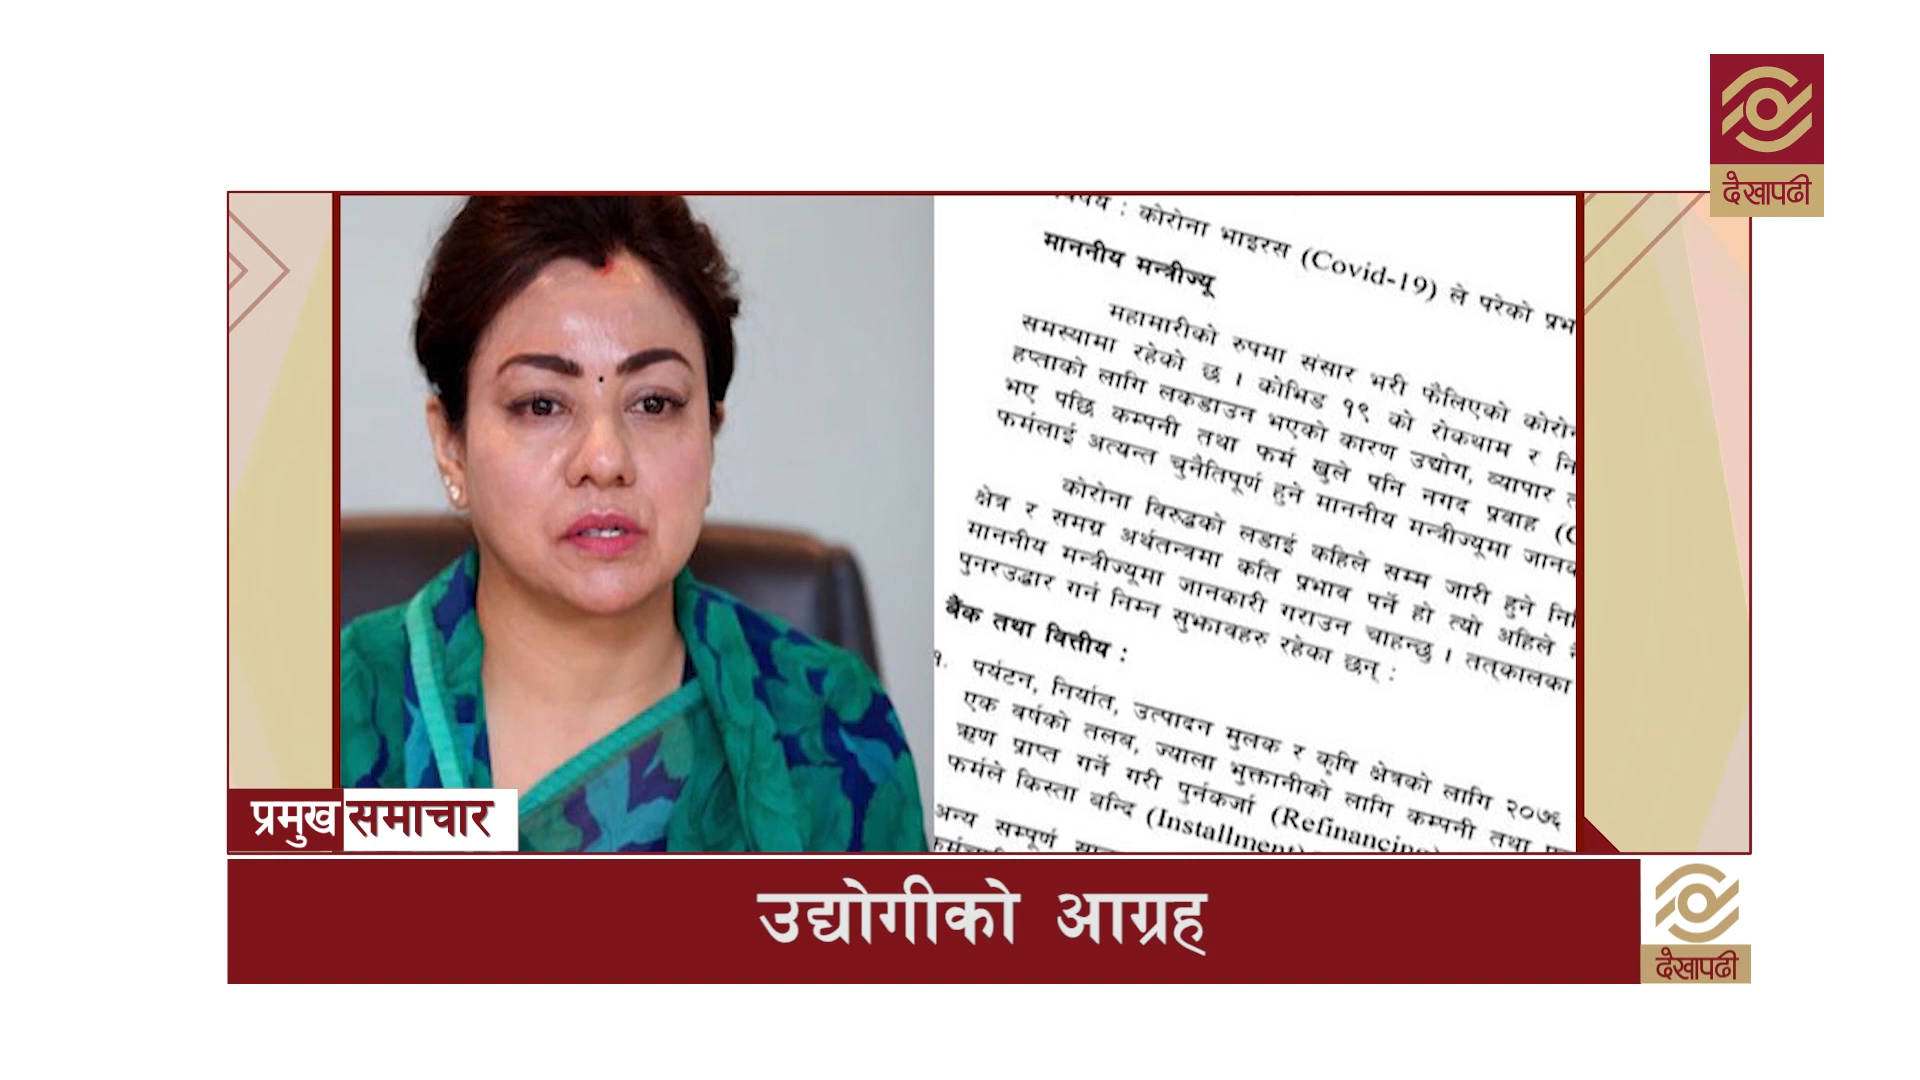 देखापढी
विषय : कोरोना भाइरस (Covid-19) ले परेको
माननीय मन्त्रीज्यू
महामारीको रुपमा संसार भरी फैलिएको
समस्यामा रहेको छ । कोभिड १९ को रोकथाम र
हप्ताको लागि लकडाउन भएको कारण उद्योग, व्यापार
भए पछि कम्पनी तथा फर्म खुले पनि नगद प्रवाह
फर्मलाई अत्यन्त चुनैतिपूर्ण हुने माननीय मन्त्रीज्यूमा
कोरोना विरुद्धको लडाई कहिले सम्म जारी हुने
क्षेत्र र समग्र अर्थतन्त्रमा कति प्रभाव पर्ने हो त्यो अहिले
माननीय मन्त्रीज्यूमा जानकारी गराउन चाहन्छु । तत्कालका
पुनरउद्धार गर्न निम्न सुझावहरु रहेका छन् :
बैंक तथा वित्तीय :
१. पर्यटन, निर्यात, उत्पादन मुलक र कृषि क्षेत्रको लागि २०७६
एक बर्षको तलब, ज्याला भुक्तानीको लागि कम्पनी तथा
ऋण प्राप्त गर्ने गरी पुर्नकर्जा (Refinancing)
फर्मले किस्ता बन्दि (Installment)
अन्य सम्पूर्ण
प्रमुख समाचार
उद्योगीको आग्रह
देखापढी